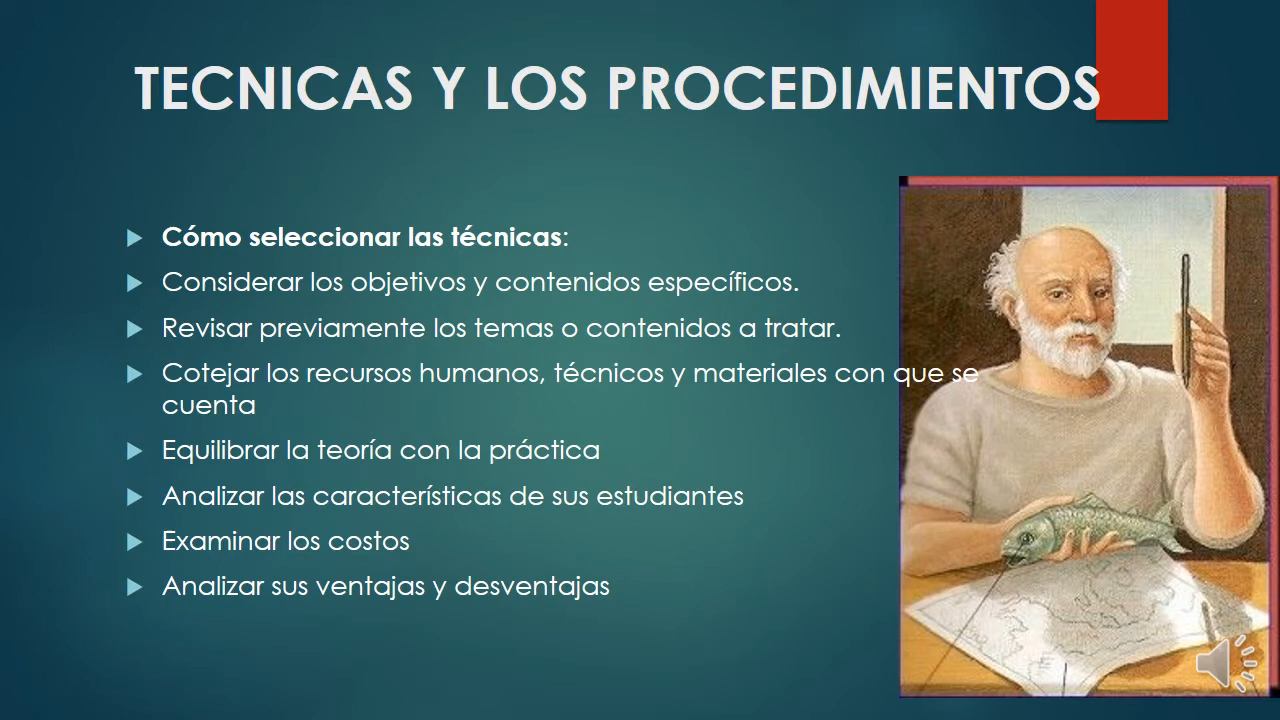 TECNICAS Y LOS PROCEDIMIENTOS
Cómo seleccionar las técnicas:
Considerar los objetivos y contenidos específicos.
Revisar previamente los temas o contenidos a tratar.
Cotejar los recursos humanos, técnicos y materiales con que se
cuenta
Equilibrar la teoría con la práctica
Analizar las características de sus estudiantes
Examinar los costos
Analizar sus ventajas y desventajas